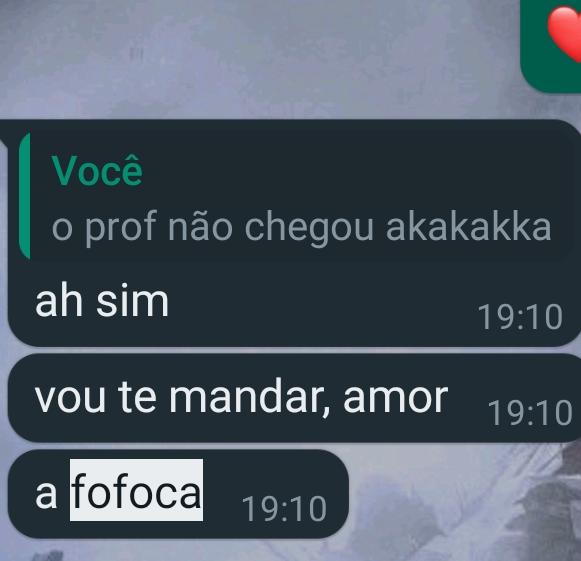 Você
o prof não chegou akakakka
ah sim
19:10
vou te mandar, amor
19:10
a fofoca
19:10